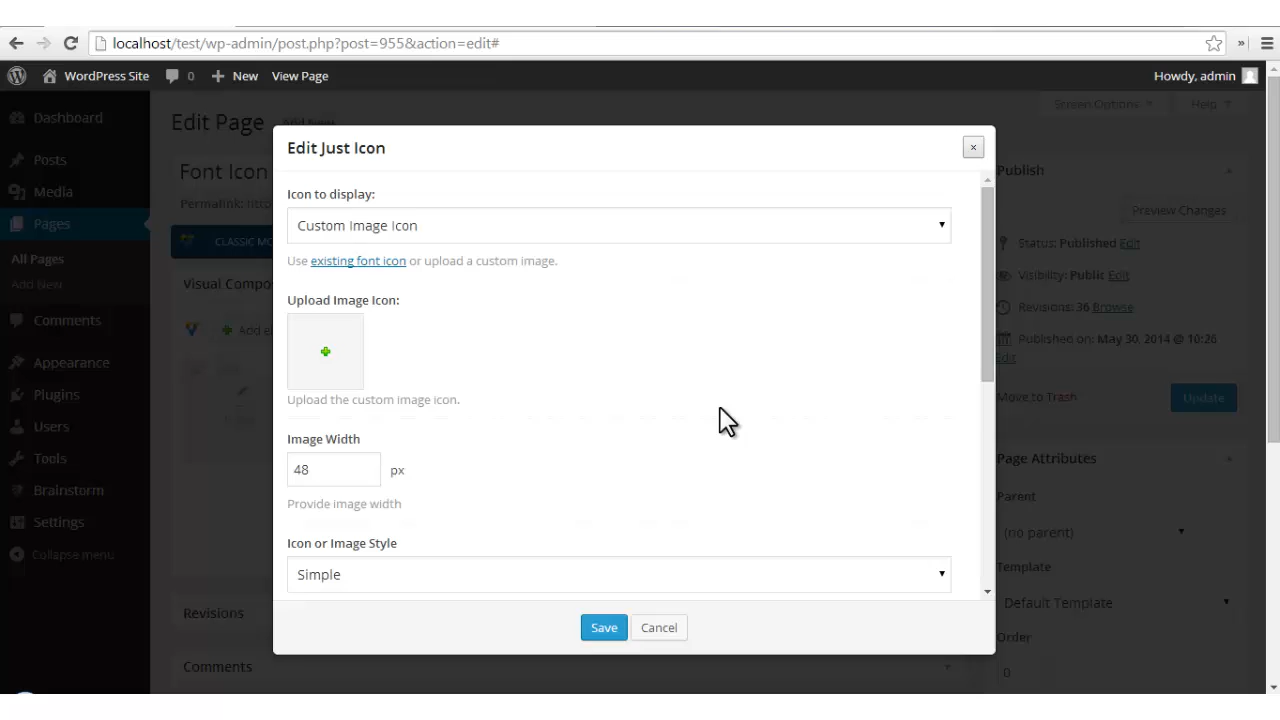 localhost/test/wp-admin/post.php?post=955&action=edit#
»
WordPress Site 0 New View Page Howdy, admin
Dashboard
Posts
Media
Pages
All Pages
Add New
Comments
Appearance
Plugins
Users
Tools
Brainstorm
Settings
Collapse menu
Screen Options Help
Edit Page
Font Icon
Permalink:
CLASSIC
Visual
Add
Revisions
Comments
Edit Just Icon ×
Icon to display:
Custom Image Icon
Use existing font icon or upload a custom image.
Upload Image Icon:
Upload the custom image icon.
Image Width
48 px
Provide image width
Icon or Image Style
Simple
Save Cancel
Publish
Preview Changes
Status: Published Edit
Visibility: Public Edit
Revisions: 36 Browse
Published on: May 30, 2014 @ 10:26
Edit
Move to Trash Update
Page Attributes
Parent
(no parent)
Template
Default Template
Order
0